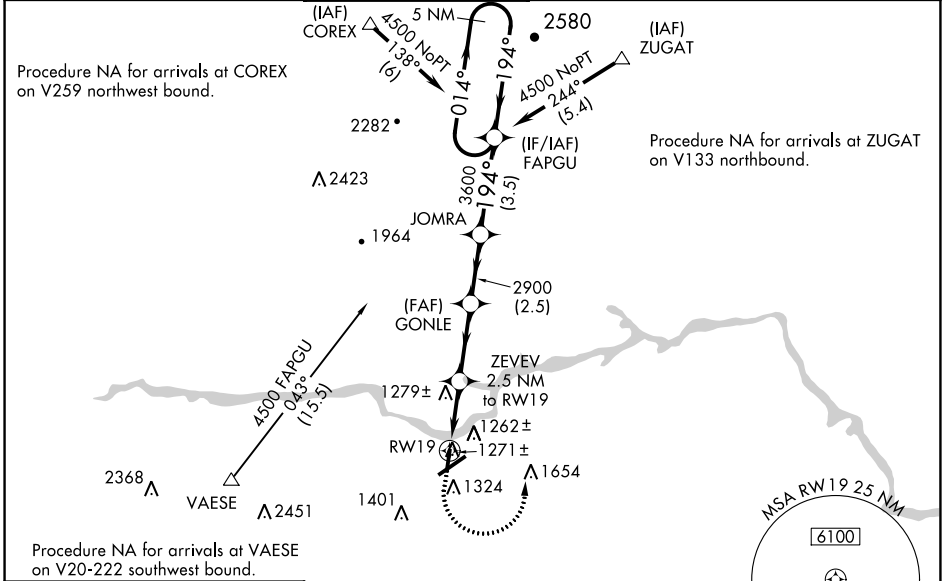 (IAF)
COREX
4500 NoPT
138°
(6)
5 NM
014°
194°
2580
(IAF)
ZUGAT
4500 NoPT
244°
(5.4)
Procedure NA for arrivals at COREX
on V259 northwest bound.
2282
(IF/IAF)
FAPGU
Procedure NA for arrivals at ZUGAT
on V133 northbound.
2423
3600
194°
(3.5)
JOMRA
1964
2900
(2.5)
(FAF)
GONLE
4500 FAPGU
043°
(15.5)
ZEVEV
2.5 NM
to RW19
1279±
1262±
RW19
1271±
1654
2368
VAESE
1324
2451
1401
MSA RW19 25 NM
6100
Procedure NA for arrivals at VAESE
on V20-222 southwest bound.